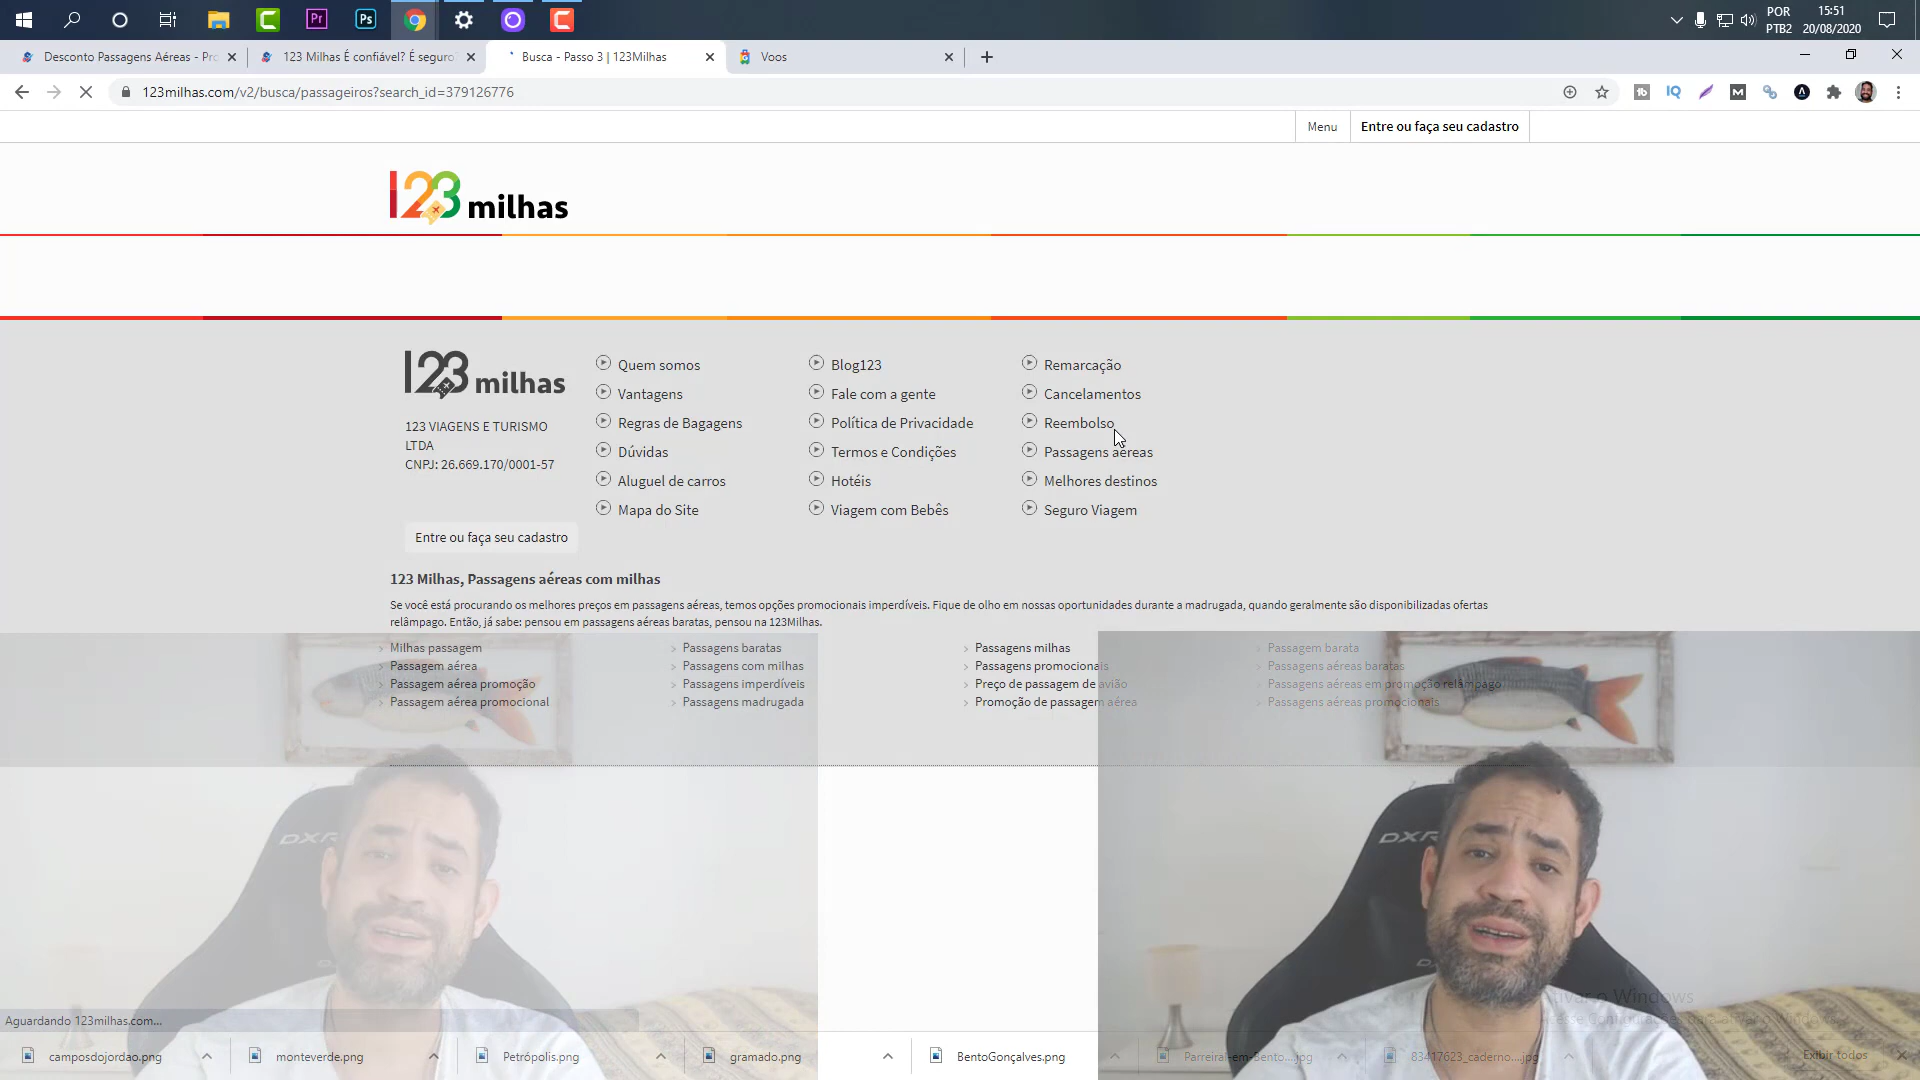 POR
PTB2
15:51
20/08/2020
Desconto Passagens Aéreas - Pro
123 Milhas É confiável? É seguro?
Busca - Passo 3 | 123Milhas
Voos
123milhas.com/v2/busca/passageiros?search_id=379126776
Menu
Entre ou faça seu cadastro
123 milhas
123 milhas
123 VIAGENS E TURISMO
LTDA
CNPJ: 26.669.170/0001-57
Entre ou faça seu cadastro
Quem somos
Vantagens
Regras de Bagagens
Dúvidas
Aluguel de carros
Mapa do Site
Blog123
Fale com a gente
Política de Privacidade
Termos e Condições
Hotéis
Viagem com Bebês
Remarcação
Cancelamentos
Reembolso
Passagens aéreas
Melhores destinos
Seguro Viagem
123 Milhas, Passagens aéreas com milhas
Se você está procurando os melhores preços em passagens aéreas, temos opções promocionais imperdíveis. Fique de olho em nossas oportunidades durante a madrugada, quando geralmente são disponibilizadas ofertas
relâmpago. Então, já sabe: pensou em passagens aéreas baratas, pensou na 123Milhas.
Milhas passagem
Passagem aérea
Passagem aérea promoção
Passagem aérea promocional
Passagens baratas
Passagens com milhas
Passagens imperdíveis
Passagens madrugada
Passagens milhas
Passagens promocionais
Preço de passagem de avião
Promoção de passagem aérea
Passagem barata
Passagens aéreas baratas
Passagens aéreas em promoção relâmpago
Passagens aéreas promocionais
DXR
DXR
Aguardando 123milhas.com...
camposdojordao.png
monteverde.png
Petrópolis.png
gramado.png
BentoGonçalves.png
Parreiral-em-Bento....jpg
83417623_caderno....jpg
Exibir todos